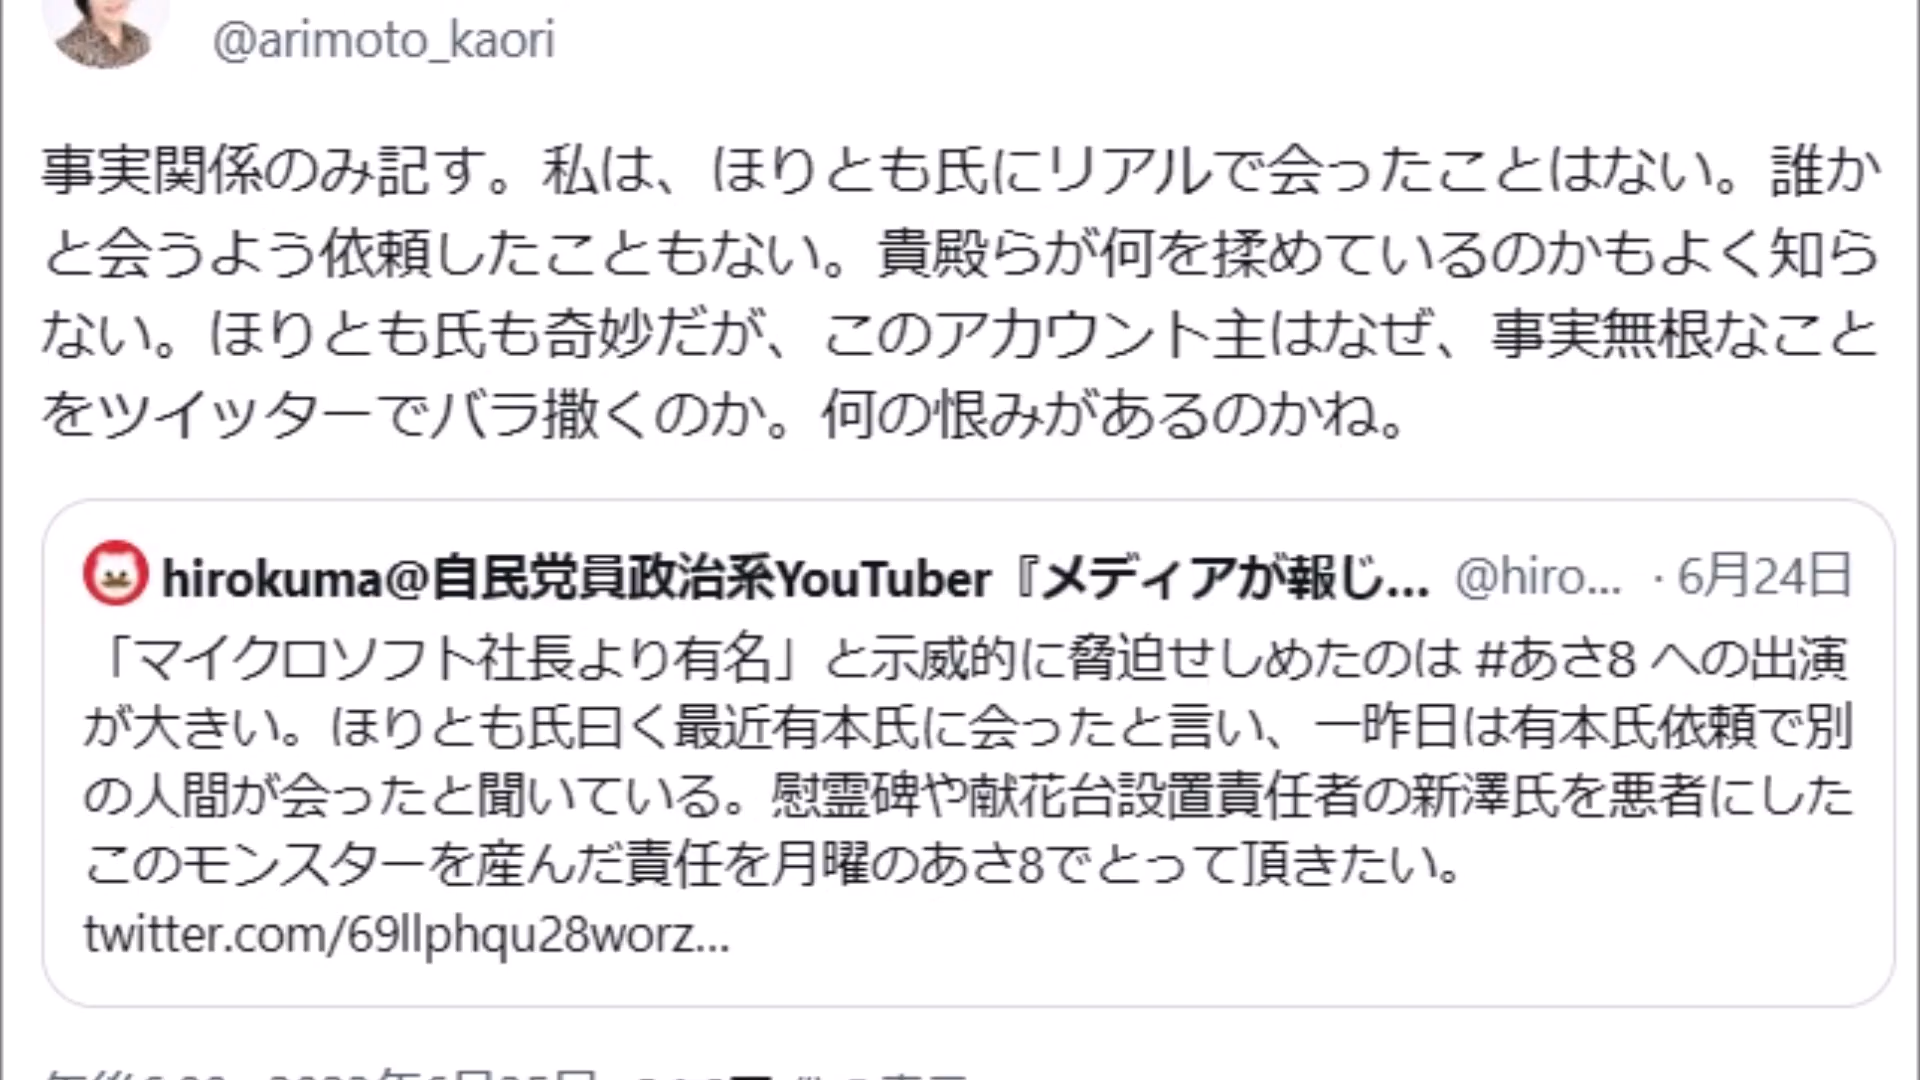 @arimoto_kaori
事実関係のみ記す。私は、ほりとも氏にリアルで会ったことはない。誰か
と会うよう依頼したこともない。貴殿らが何を揉めているのかもよく知ら
ない。ほりとも氏も奇妙だが、このアカウント主はなぜ、事実無根なこと
をツイッターでバラ撒くのか。何の恨みがあるのかね。
hirokuma@自民党員政治系YouTuber『メディアが報じ... @hiro... · 6月24日
「マイクロソフト社長より有名」と示威的に脅迫せしめたのは #あさ8 への出演
が大きい。ほりとも氏曰く最近有本氏に会ったと言い、一昨日は有本氏依頼で別
の人間が会ったと聞いている。慰霊碑や献花台設置責任者の新澤氏を悪者にした
このモンスターを産んだ責任を月曜のあさ8でとって頂きたい。
twitter.com/69llphqu28worz...